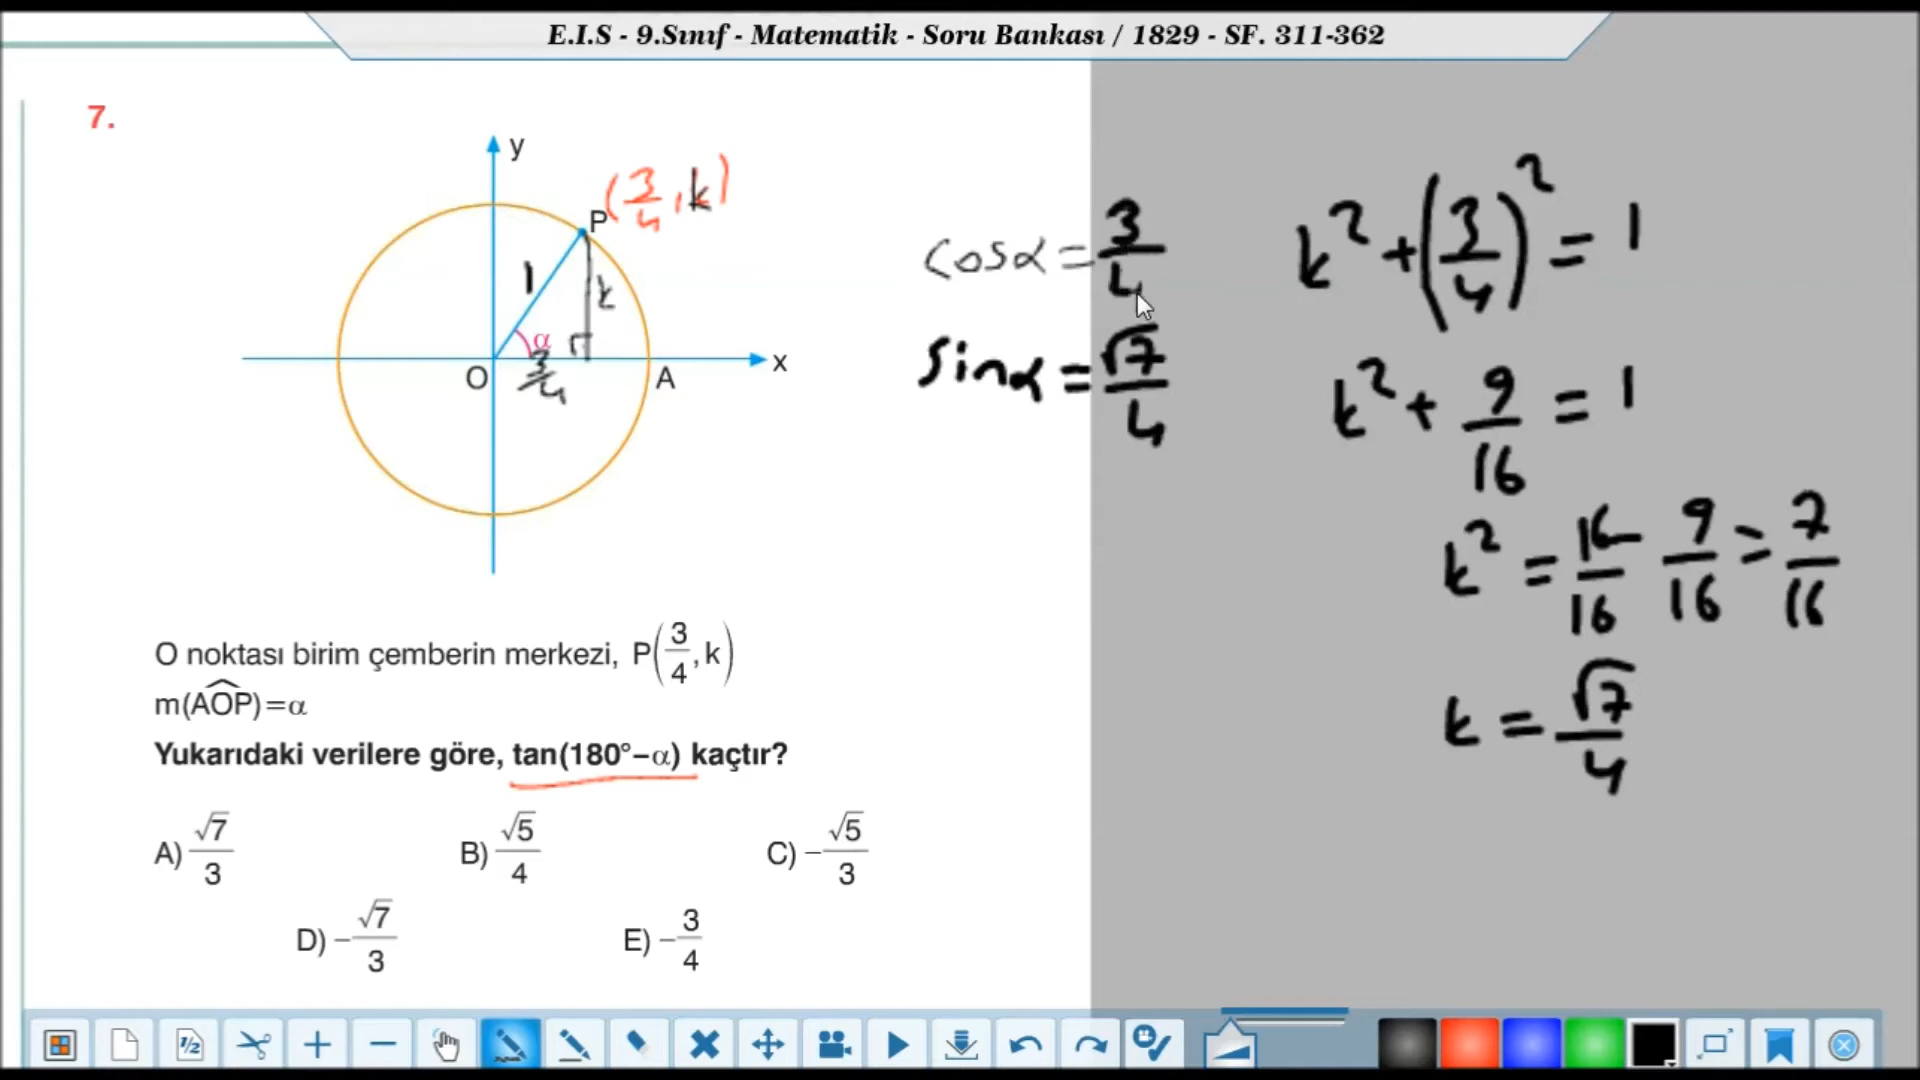 E.I.S - 9.Sınıf - Matematik - Soru Bankası / 1829 - SF. 311-362
7.
y
P (3/4, k)
1
k
α
x
O
3/4
A
cosα = 3/4
sinα = √7/4
k² + (3/4)² = 1
k² + 9/16 = 1
k² = 16/16 - 9/16 = 7/16
k = √7/4
O noktası birim çemberin merkezi, P(3/4, k)
m(AOP)=α
Yukarıdaki verilere göre, tan(180°−α) kaçtır?
A) √7/3 B) √5/4 C) −√5/3
D) −√7/3 E) −3/4
1/2